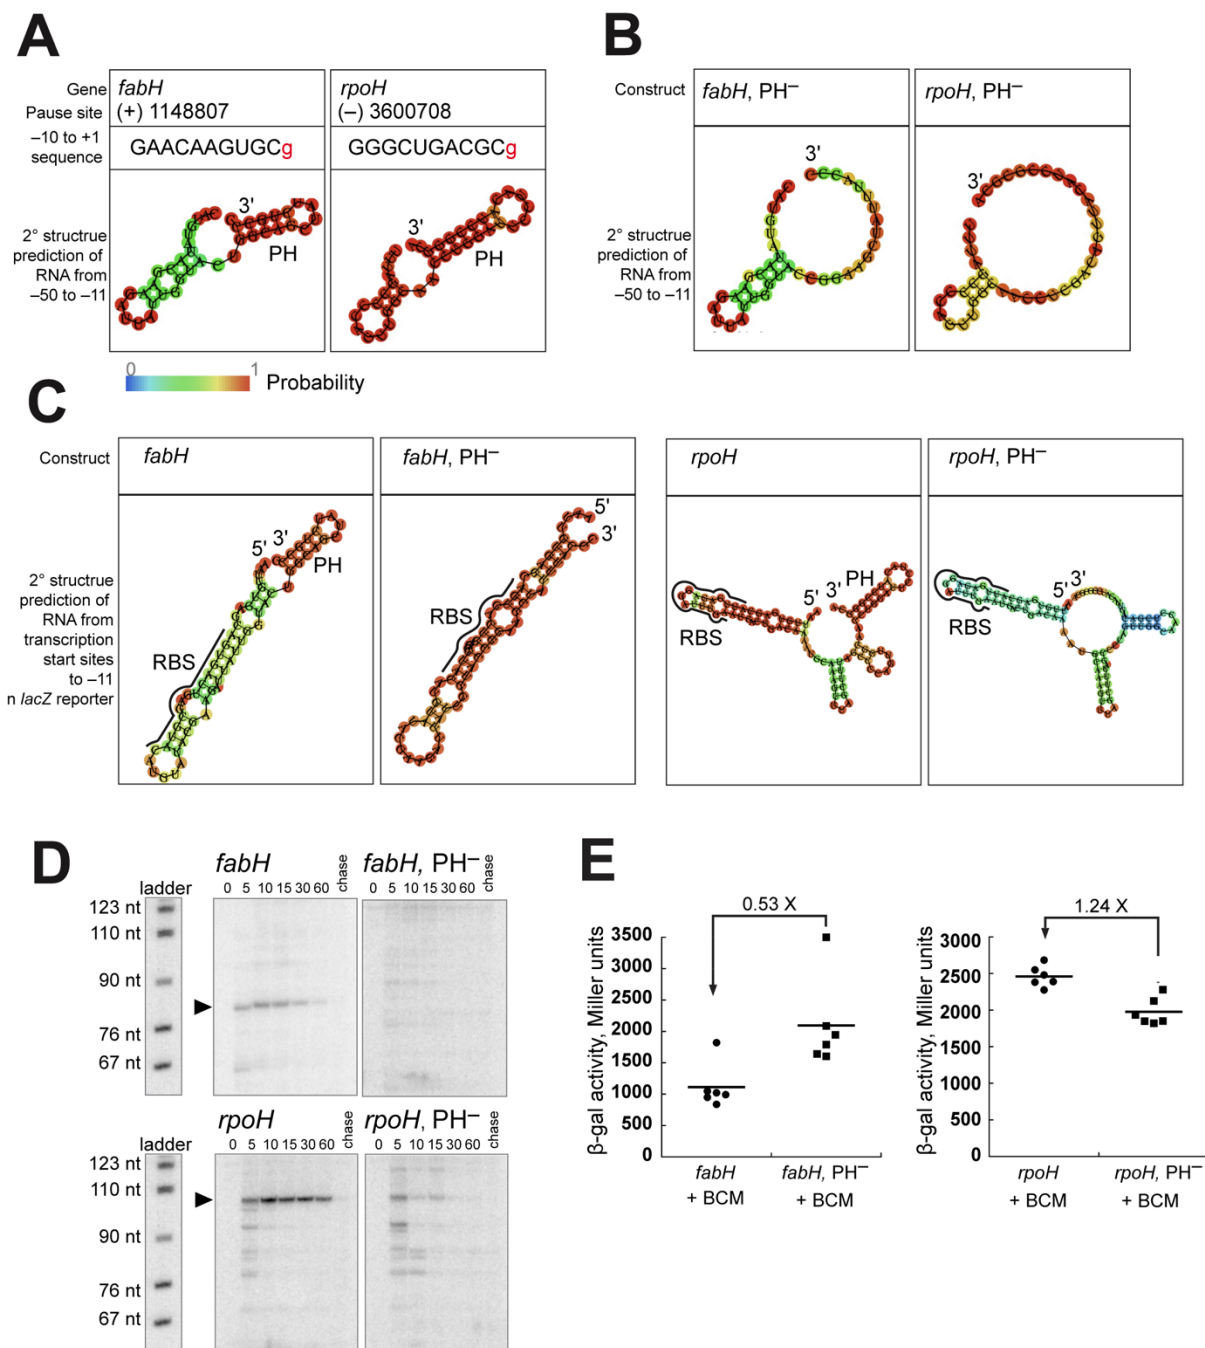 A
Gene
fabH
rpoH
Pause site
(+) 1148807
(–) 3600708
–10 to +1
sequence
GAACAAGUGCg
GGGCUGACGCg
2° structrue
prediction of
RNA from
–50 to –11
3'
PH
3'
PH
0
1
Probability
B
Construct
fabH, PH–
rpoH, PH–
2° structrue
prediction of
RNA from
–50 to –11
3'
3'
C
Construct
fabH
fabH, PH–
rpoH
rpoH, PH–
2° structrue
prediction of
RNA from
transcription
start sites
to –11
n lacZ reporter
5'
3'
PH
RBS
5'
3'
RBS
5'
PH
RBS
5'
3'
RBS
D
fabH
fabH, PH–
ladder
0 5 10 15 30 60 chase
0 5 10 15 30 60 chase
123 nt
110 nt
90 nt
76 nt
67 nt
rpoH
rpoH, PH–
ladder
0 5 10 15 30 60 chase
0 5 10 15 30 60 chase
123 nt
110 nt
90 nt
76 nt
67 nt
E
0.53 X
β-gal activity, Miller units
3500
3000
2500
2000
1500
1000
500
0
fabH
+ BCM
fabH, PH–
+ BCM
1.24 X
β-gal activity, Miller units
3000
2500
2000
1500
1000
500
0
rpoH
+ BCM
rpoH, PH–
+ BCM